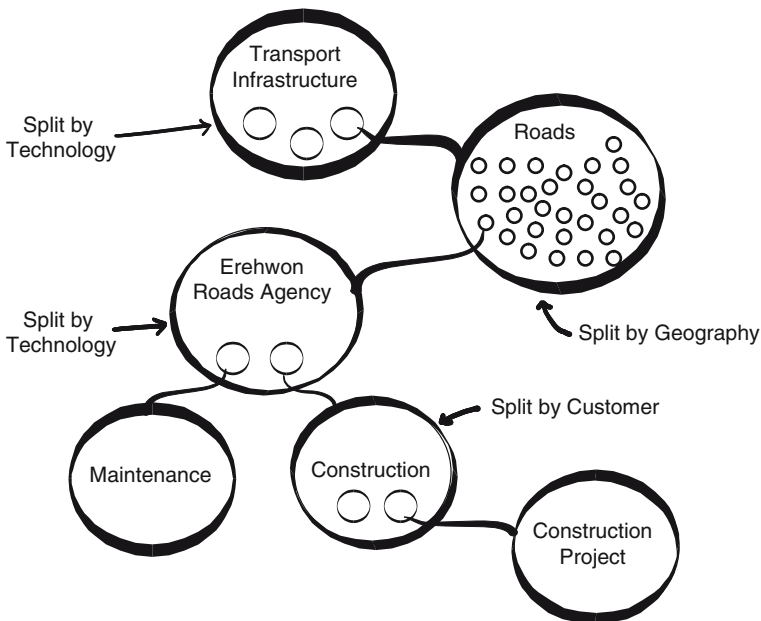 Transport
Infrastructure
Split by
Technology
Roads
Erehwon
Roads Agency
Split by
Technology
Split by Geography
Split by Customer
Maintenance
Construction
Construction
Project